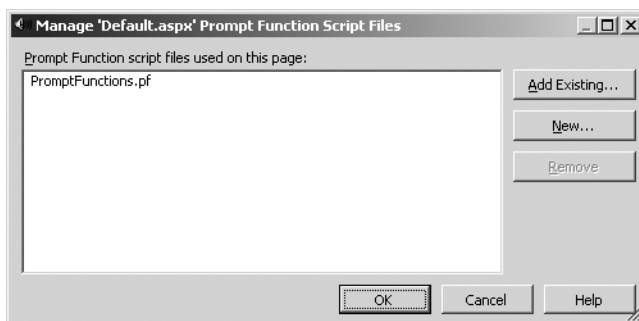 Manage 'Default.aspx' Prompt Function Script Files
Prompt Function script files used on this page:
PromptFunctions.pf
Add Existing...
New...
Remove
OK
Cancel
Help